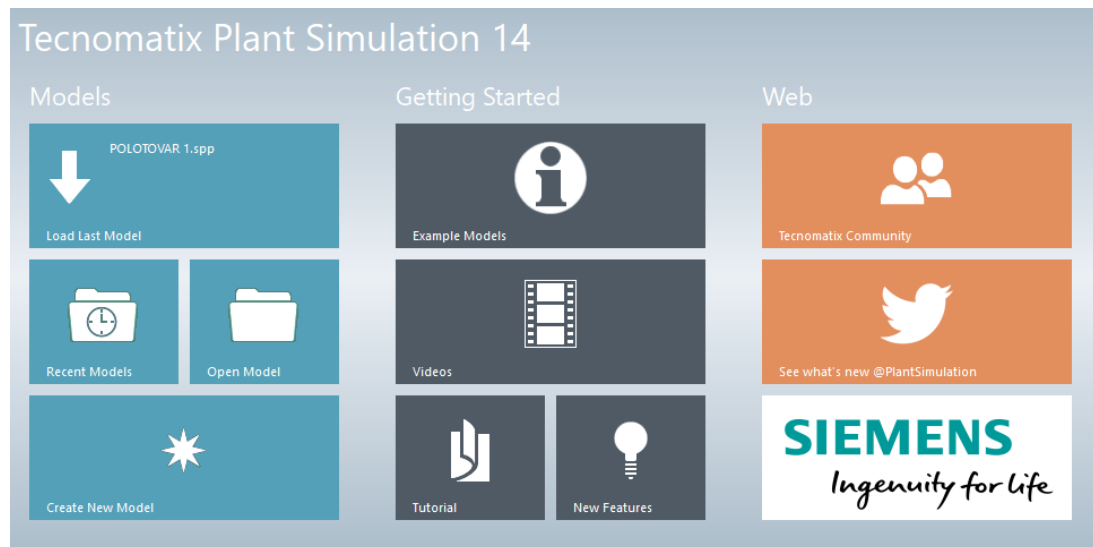 Tecnomatix Plant Simulation 14
Models
POLOTOVAR 1.spp
Load Last Model
Recent Models
Open Model
Create New Model
Getting Started
Example Models
Videos
Tutorial
New Features
Web
Tecnomatix Community
See what's new @PlantSimulation
SIEMENS
Ingenuity for life